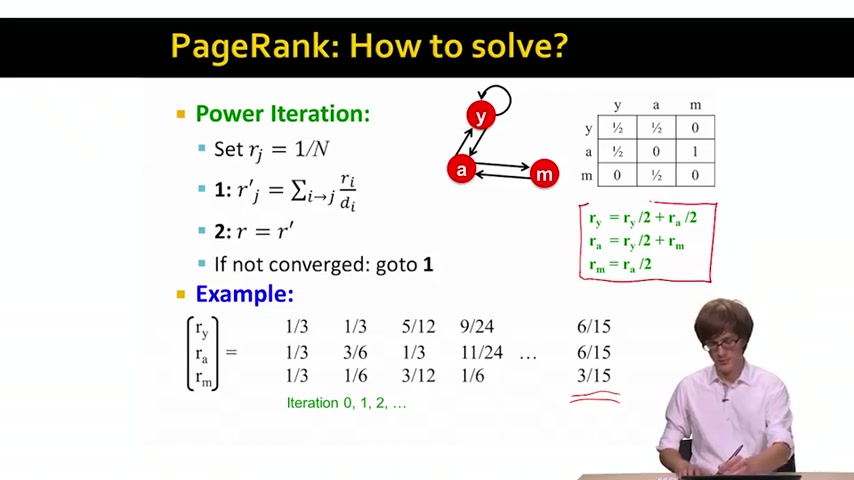 PageRank: How to solve?
Power Iteration:
Set r_j = 1/N
1: r'_j = ∑_{i→j} r_i/d_i
2: r = r'
If not converged: goto 1
y
a
m
y a m
y ½ ½ 0
a ½ 0 1
m 0 ½ 0
r_y = r_y/2 + r_a/2
r_a = r_y/2 + r_m
r_m = r_a/2
Example:
r_y 1/3 1/3 5/12 9/24 6/15
r_a = 1/3 3/6 1/3 11/24 … 6/15
r_m 1/3 1/6 3/12 1/6 3/15
Iteration 0, 1, 2, …